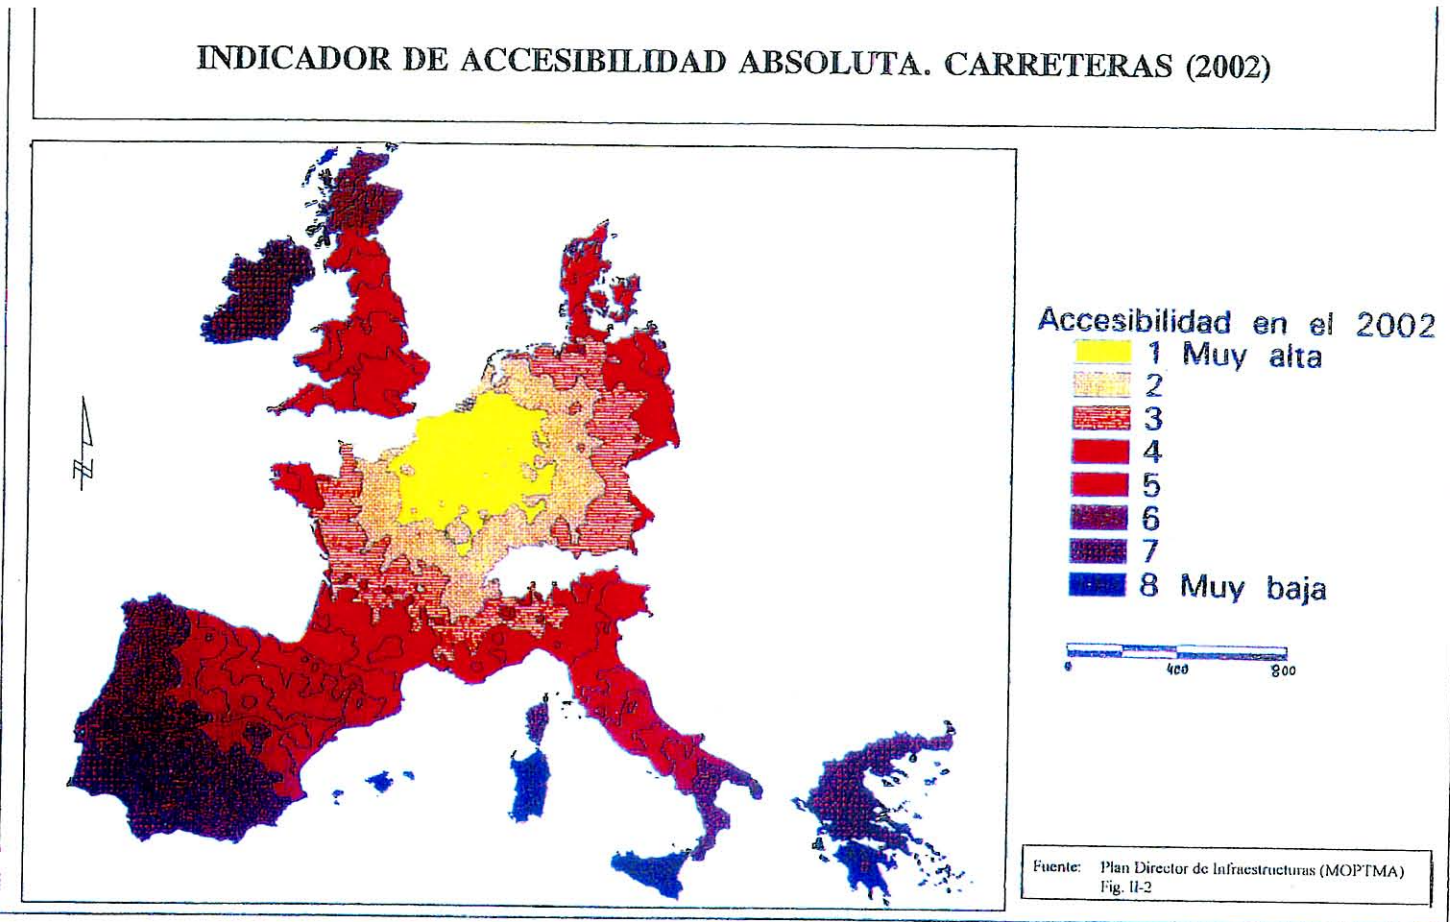 INDICADOR DE ACCESIBILIDAD ABSOLUTA. CARRETERAS (2002)
Accesibilidad en el 2002
1 Muy alta
2
3
4
5
6
7
8 Muy baja
0 400 800
N
Fuente: Plan Director de Infraestructuras (MOPTMA)
Fig. II-2